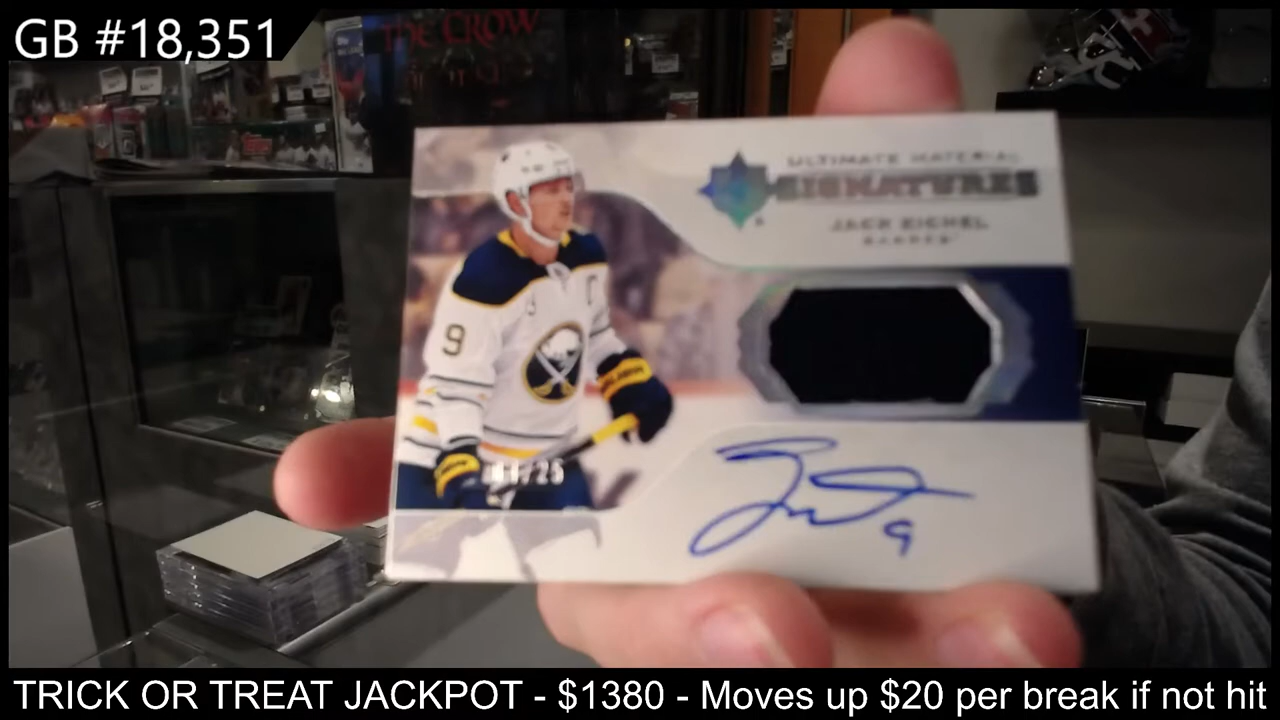 GB #18,351
THE CROW
ULTIMATE MATERIAL
SIGNATURES
JACK EICHEL
C
9
/25
9
TRICK OR TREAT JACKPOT - $1380 - Moves up $20 per break if not hit